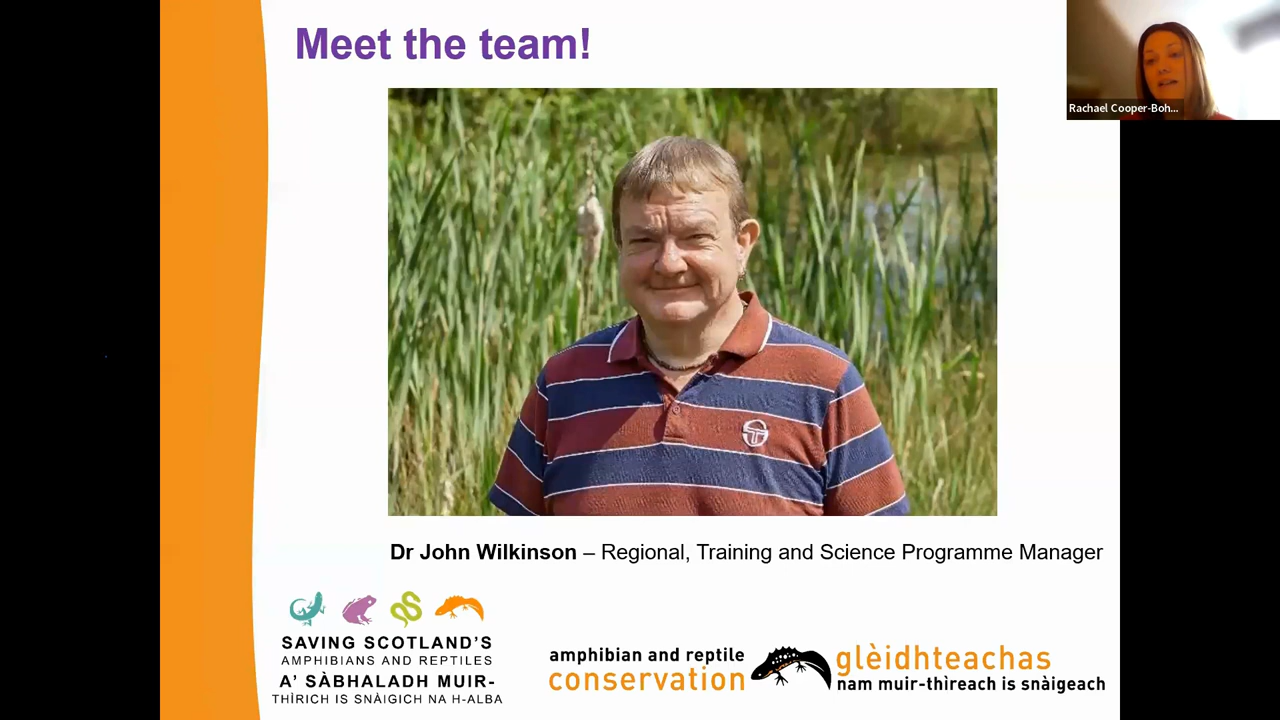 Meet the team!
Rachael Cooper-Boh...
Dr John Wilkinson – Regional, Training and Science Programme Manager
SAVING SCOTLAND'S
AMPHIBIANS AND REPTILES
A' SÀBHALADH MUIR-
THÌRICH IS SNÀIGICH NA H-ALBA
amphibian and reptile
conservation
glèidhteachas
nam muir-thìreach is snàigeach